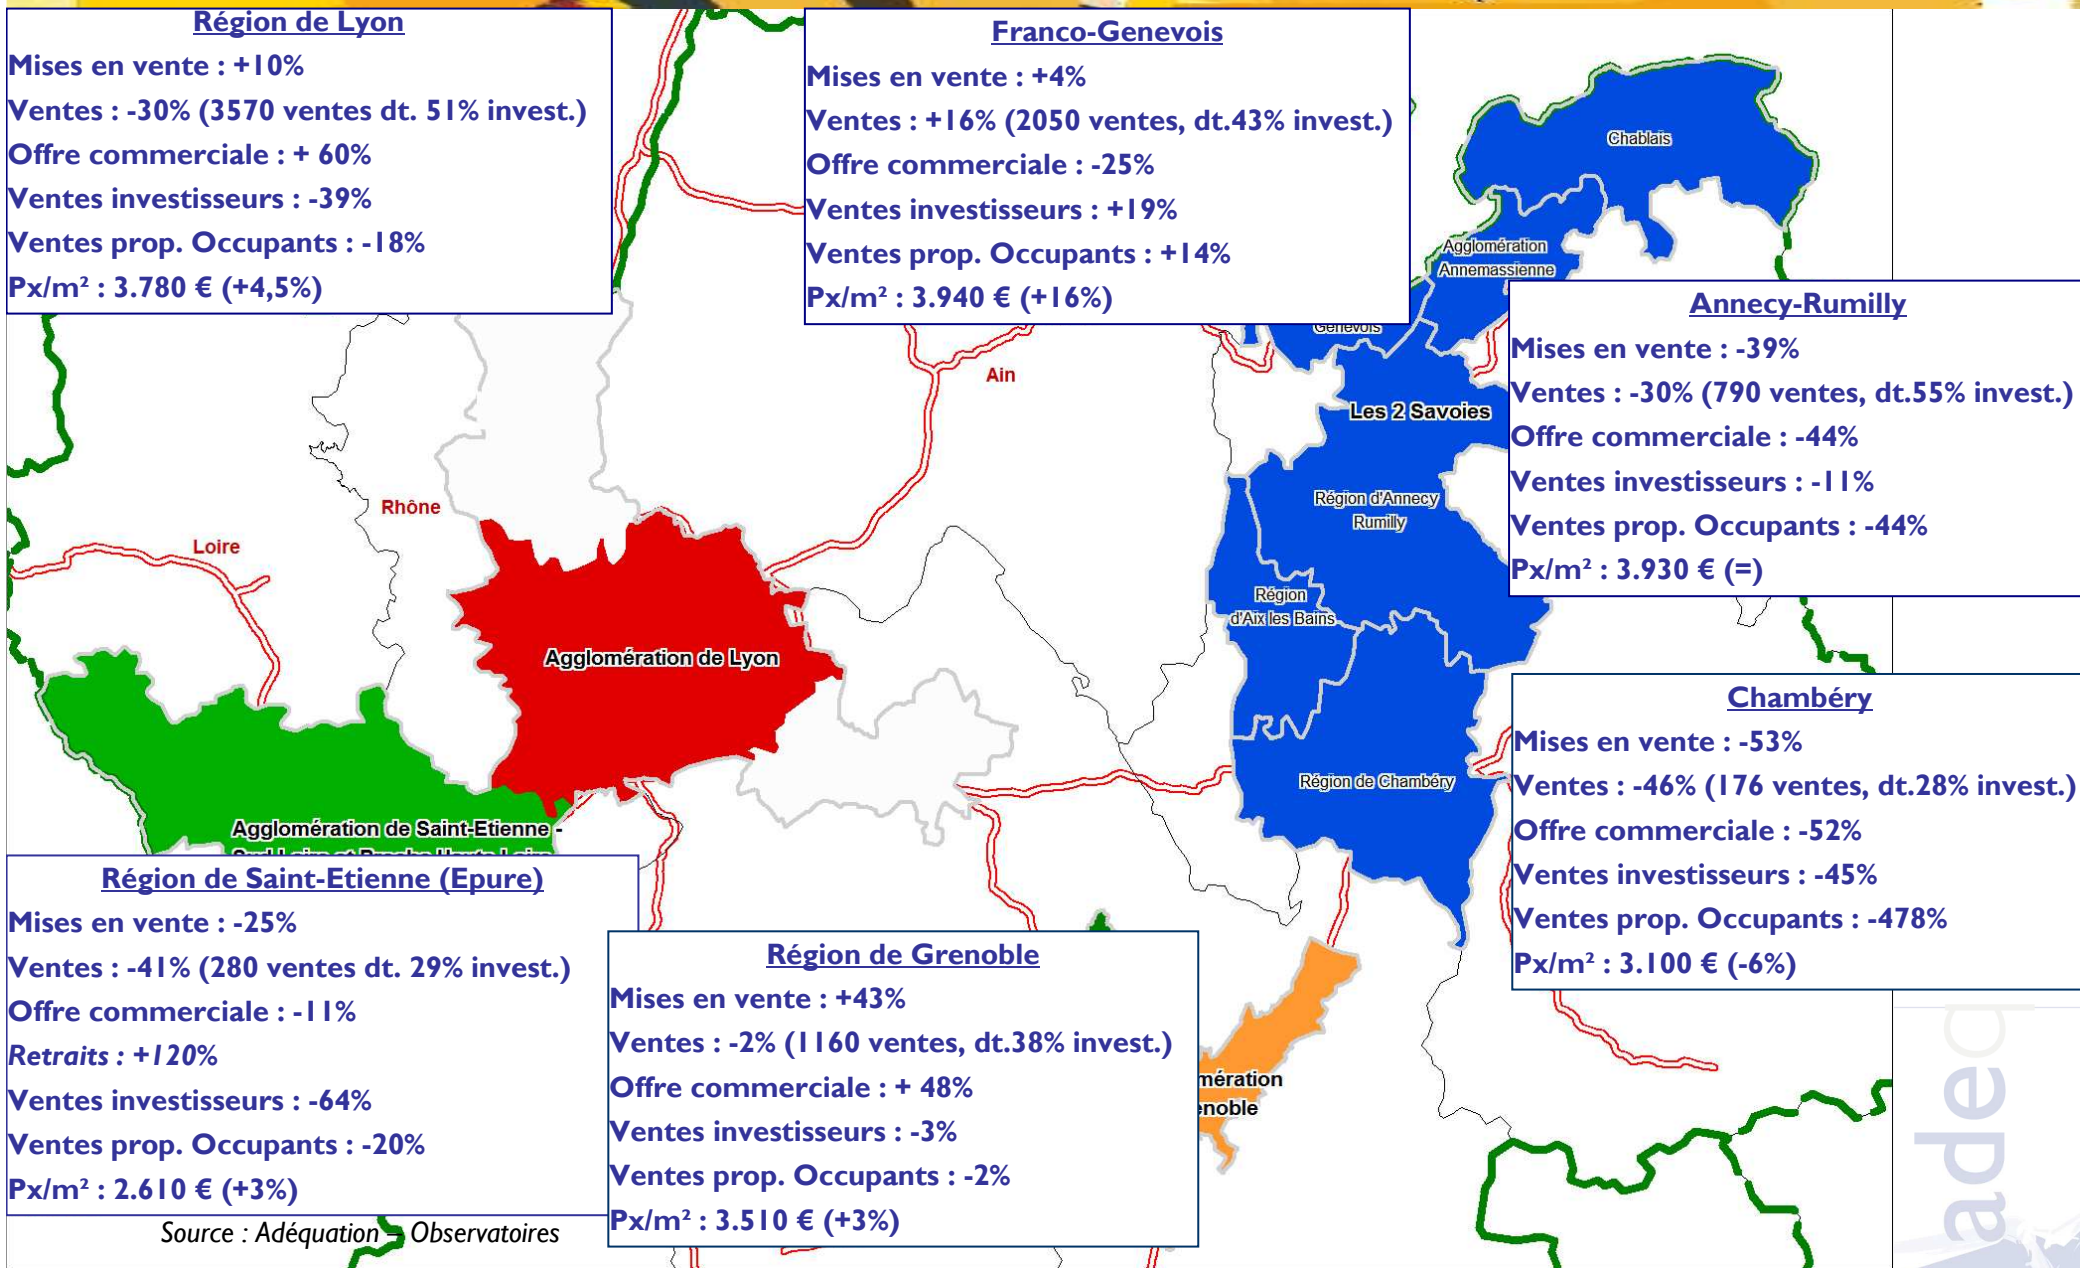 Région de Lyon
Mises en vente : +10%
Ventes : -30% (3570 ventes dt. 51% invest.)
Offre commerciale : + 60%
Ventes investisseurs : -39%
Ventes prop. Occupants : -18%
Px/m² : 3.780 € (+4,5%)
Franco-Genevois
Mises en vente : +4%
Ventes : +16% (2050 ventes, dt.43% invest.)
Offre commerciale : -25%
Ventes investisseurs : +19%
Ventes prop. Occupants : +14%
Px/m² : 3.940 € (+16%)
Chablais
Agglomération
Annemassienne
Genevois
Annecy-Rumilly
Mises en vente : -39%
Ventes : -30% (790 ventes, dt.55% invest.)
Offre commerciale : -44%
Ventes investisseurs : -11%
Ventes prop. Occupants : -44%
Px/m² : 3.930 € (=)
Ain
Les 2 Savoies
Région d'Annecy
Rumilly
Rhône
Loire
Région
d'Aix les Bains
Agglomération de Lyon
Région de Chambéry
Chambéry
Mises en vente : -53%
Ventes : -46% (176 ventes, dt.28% invest.)
Offre commerciale : -52%
Ventes investisseurs : -45%
Ventes prop. Occupants : -478%
Px/m² : 3.100 € (-6%)
Agglomération de Saint-Etienne -
Région de Saint-Etienne (Epure)
Mises en vente : -25%
Ventes : -41% (280 ventes dt. 29% invest.)
Offre commerciale : -11%
Retraits : +120%
Ventes investisseurs : -64%
Ventes prop. Occupants : -20%
Px/m² : 2.610 € (+3%)
Région de Grenoble
Mises en vente : +43%
Ventes : -2% (1160 ventes, dt.38% invest.)
Offre commerciale : + 48%
Ventes investisseurs : -3%
Ventes prop. Occupants : -2%
Px/m² : 3.510 € (+3%)
mération
enoble
Source : Adéquation – Observatoires
adeq